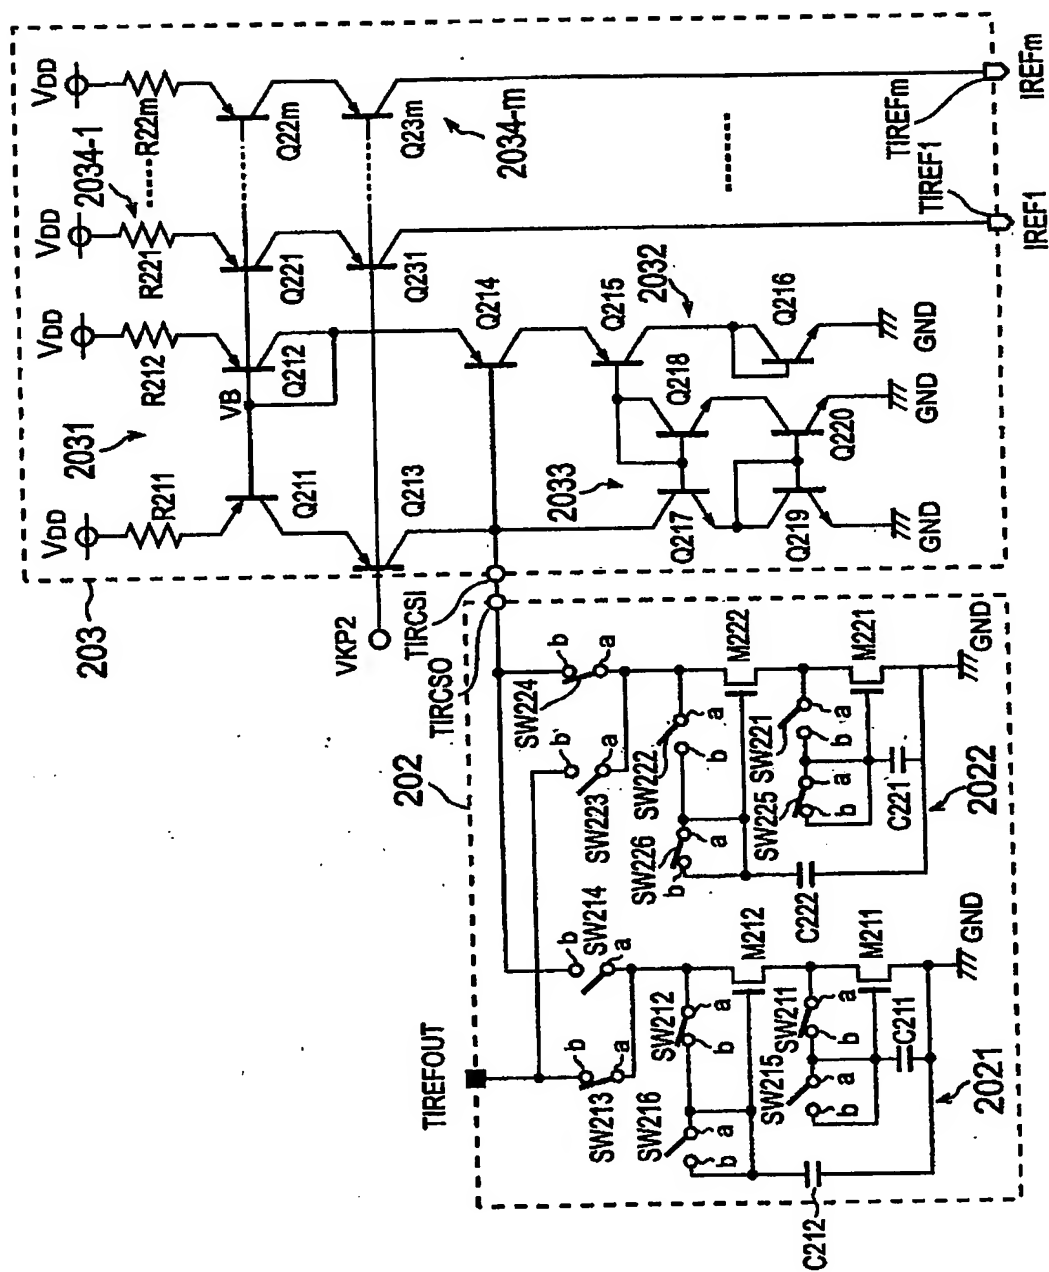 VDD
VDD
VDD
VDD
203
R211
2031
R212
R221
2034-1
R22m
VB
Q211
Q212
Q221
Q22m
VKP2
Q213
Q231
Q23m
2034-m
TIRCSI
TIRCSO
Q214
Q215
2032
2033
Q217
Q218
Q216
Q219
Q220
GND
GND
GND
TIREF1
TIREFm
IREF1
IREFm
202
TIREFOUT
SW213
b
a
SW214
b
a
SW223
b
a
SW224
b
a
SW216
b
a
SW212
b
a
M212
SW226
b
a
SW222
b
a
M222
C212
SW215
b
a
SW211
b
a
M211
C211
C222
SW225
b
a
SW221
b
a
M221
C221
GND
GND
2021
2022